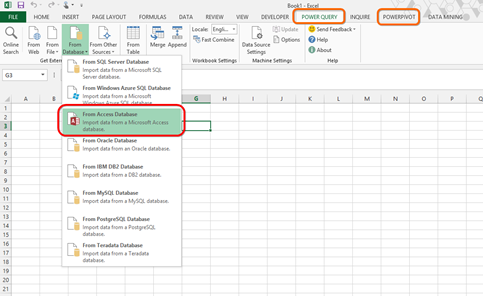 Book1 - Excel
FILE HOME INSERT PAGE LAYOUT FORMULAS DATA REVIEW VIEW DEVELOPER POWER QUERY INQUIRE POWERPIVOT DATA MINING
Online Search
From Web
From File
From Database
From Other Sources
From Table
Merge
Append
Locale: Engli...
Fast Combine
Workbook Settings
Data Source Settings
Options
Machine Settings
Send Feedback
Help
About
Help
Get Exter
G3
From SQL Server Database
Import data from a Microsoft SQL Server database.
From Windows Azure SQL Database
Import data from a Microsoft Windows Azure SQL Database.
From Access Database
Import data from a Microsoft Access database.
From Oracle Database
Import data from an Oracle database.
From IBM DB2 Database
Import data from a DB2 database.
From MySQL Database
Import data from a MySQL database.
From PostgreSQL Database
Import data from a PostgreSQL database.
From Teradata Database
Import data from a Teradata database.
A B G H I J K L M N O P Q
1
2
3
4
5
6
7
8
9
10
11
12
13
14
15
16
17
18
19
20
21